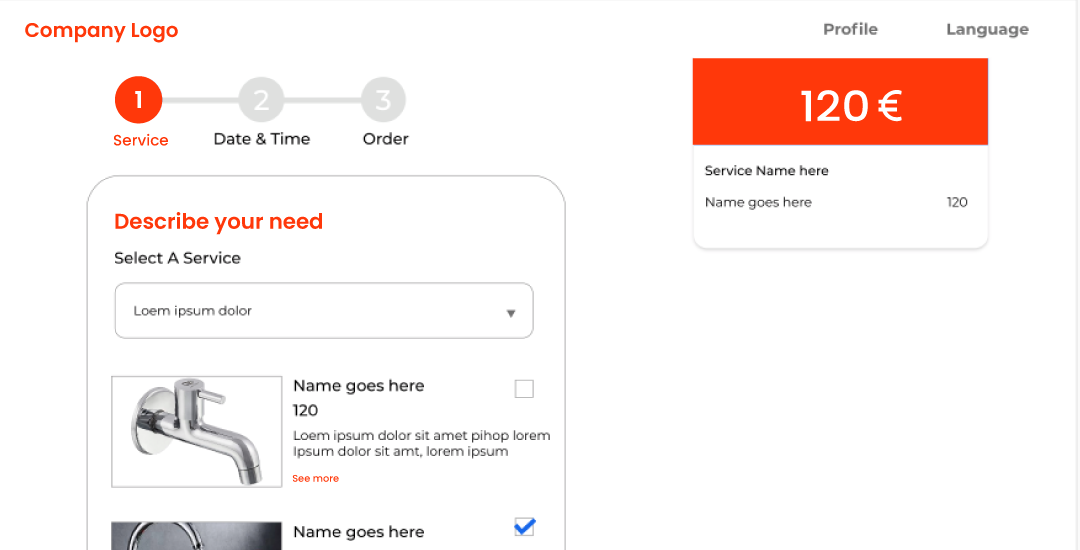 Company Logo
Profile
Language
1
2
3
Service
Date & Time
Order
120 €
Service Name here
Name goes here 120
Describe your need
Select A Service
Loem ipsum dolor
Name goes here
120
Loem ipsum dolor sit amet pihop lorem
Ipsum dolor sit amt, lorem ipsum
See more
Name goes here